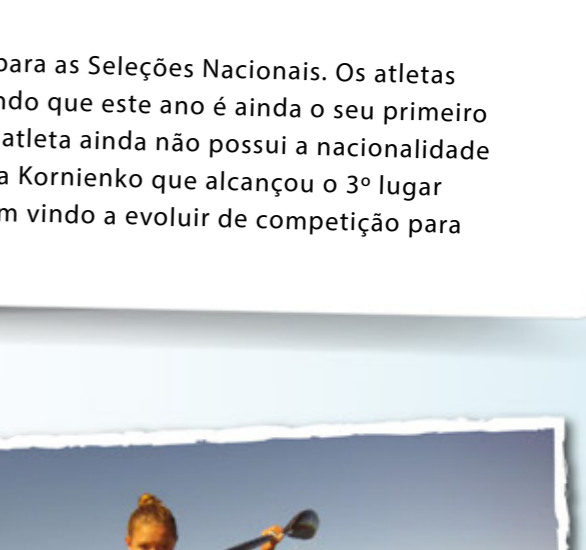 para as Seleções Nacionais. Os atletas
ndo que este ano é ainda o seu primeiro
atleta ainda não possui a nacionalidade
a Kornienko que alcançou o 3º lugar
m vindo a evoluir de competição para